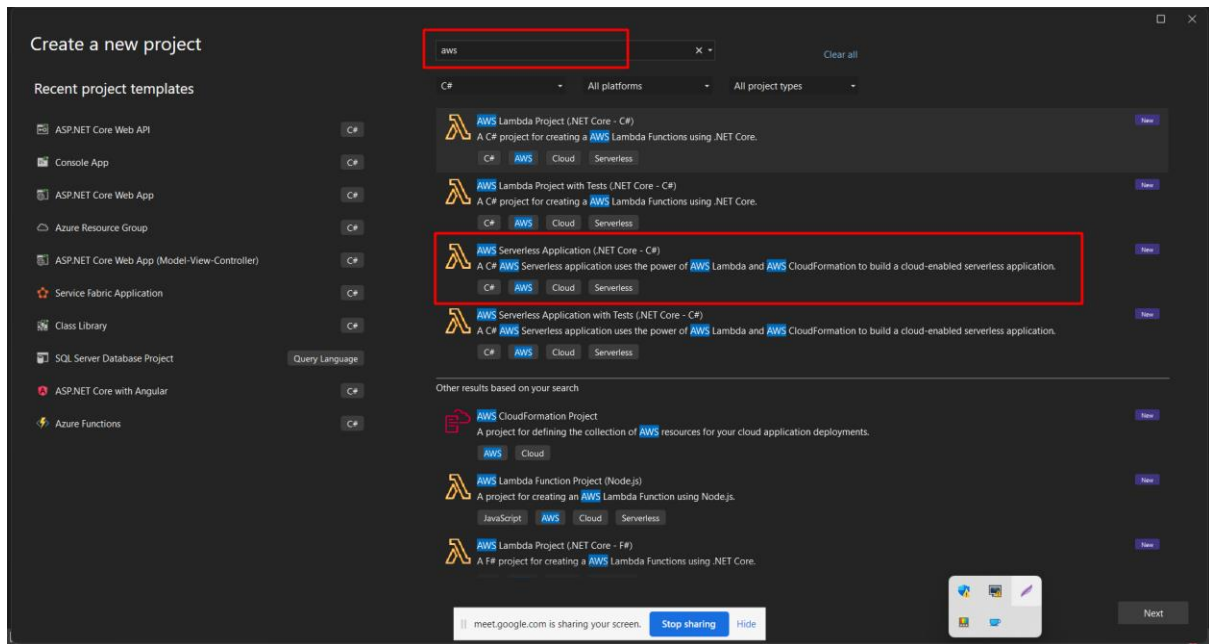 Create a new project
Recent project templates
ASP.NET Core Web API C#
Console App C#
ASP.NET Core Web App C#
Azure Resource Group C#
ASP.NET Core Web App (Model-View-Controller) C#
Service Fabric Application C#
Class Library C#
SQL Server Database Project Query Language
ASP.NET Core with Angular C#
Azure Functions C#
aws
Clear all
C# All platforms All project types
AWS Lambda Project (.NET Core - C#) New
A C# project for creating a AWS Lambda Functions using .NET Core.
C# AWS Cloud Serverless
AWS Lambda Project with Tests (.NET Core - C#) New
A C# project for creating a AWS Lambda Functions using .NET Core.
C# AWS Cloud Serverless
AWS Serverless Application (.NET Core - C#) New
A C# AWS Serverless application uses the power of AWS Lambda and AWS CloudFormation to build a cloud-enabled serverless application.
C# AWS Cloud Serverless
AWS Serverless Application with Tests (.NET Core - C#) New
A C# AWS Serverless application uses the power of AWS Lambda and AWS CloudFormation to build a cloud-enabled serverless application.
C# AWS Cloud Serverless
Other results based on your search
AWS CloudFormation Project New
A project for defining the collection of AWS resources for your cloud application deployments.
AWS Cloud
AWS Lambda Function Project (Node.js) New
A project for creating an AWS Lambda Function using Node.js.
JavaScript AWS Cloud Serverless
AWS Lambda Project (.NET Core - F#) New
A F# project for creating a AWS Lambda Functions using .NET Core.
meet.google.com is sharing your screen. Stop sharing Hide
Next